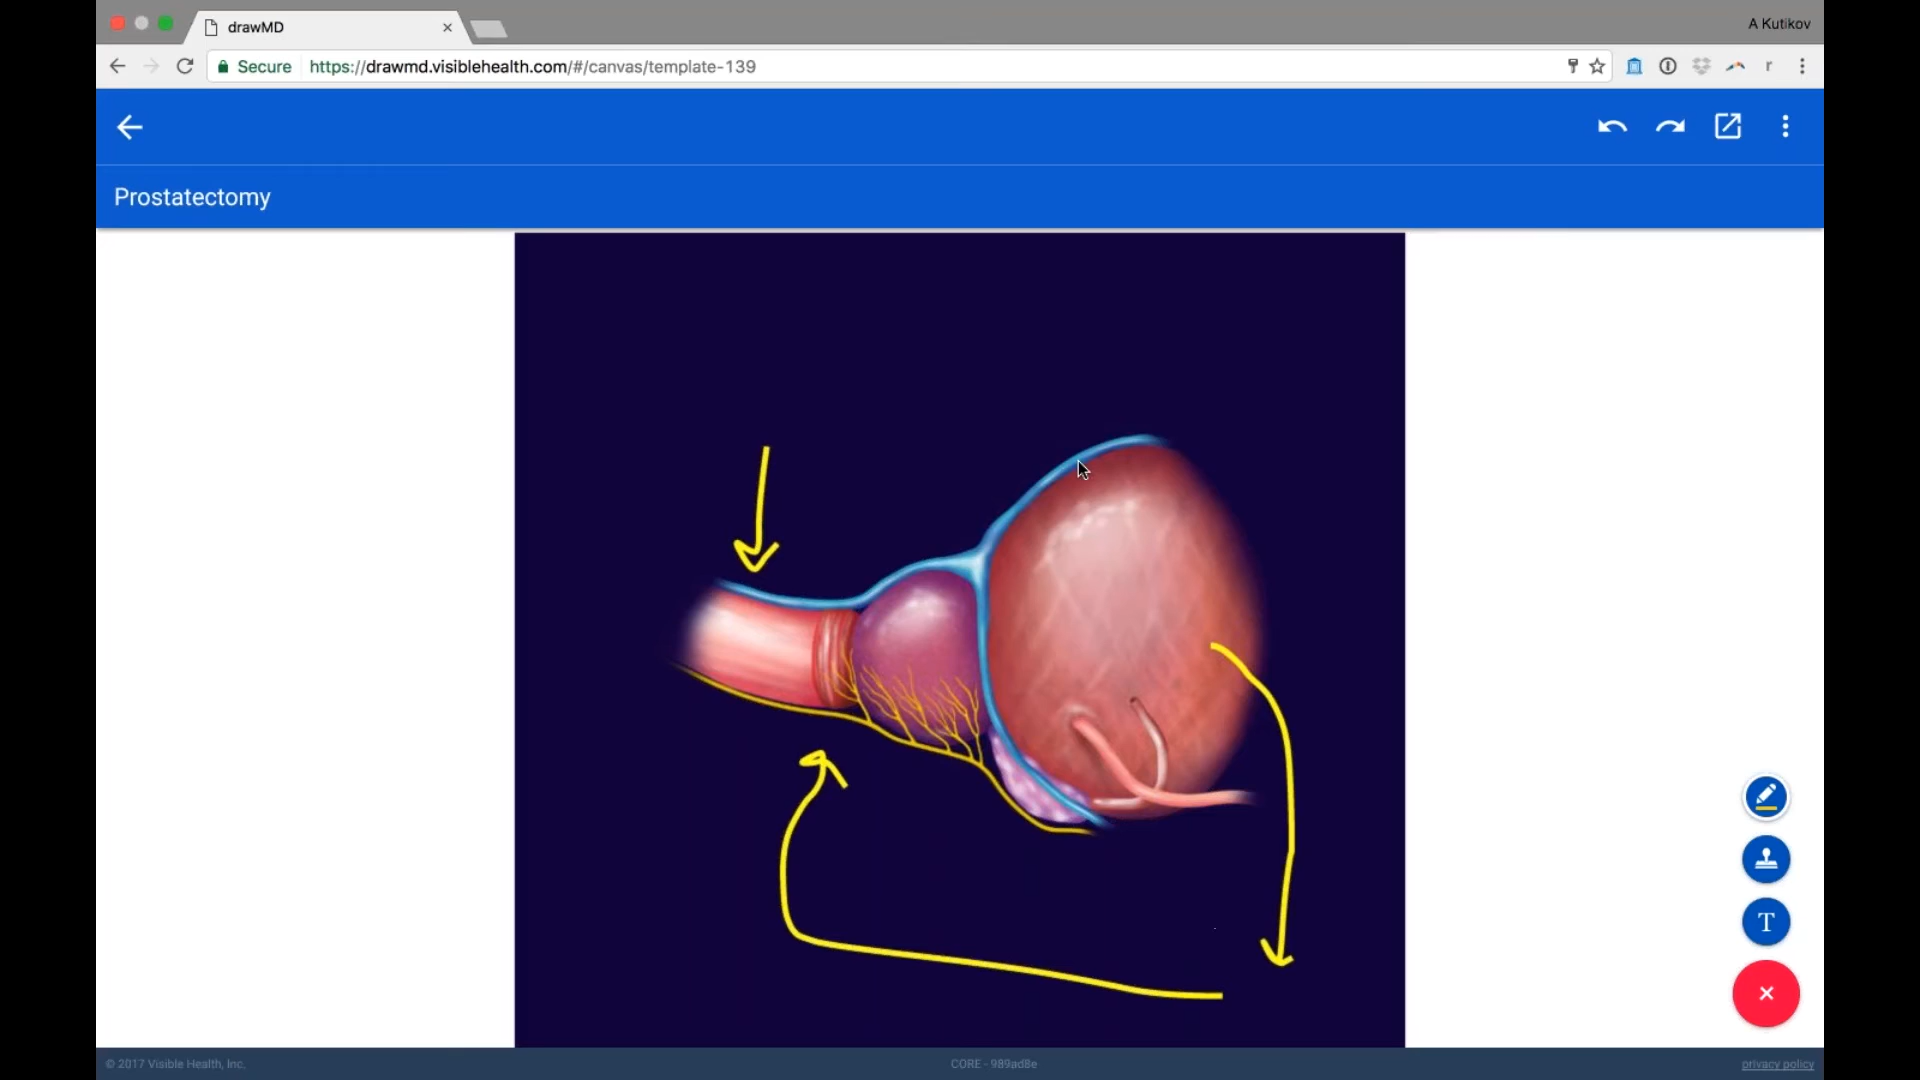 drawMD
A Kutikov
Secure https://drawmd.visiblehealth.com/#/canvas/template-139
r
Prostatectomy
T
© 2017 Visible Health, Inc.
CORE - 989ad8e
privacy policy